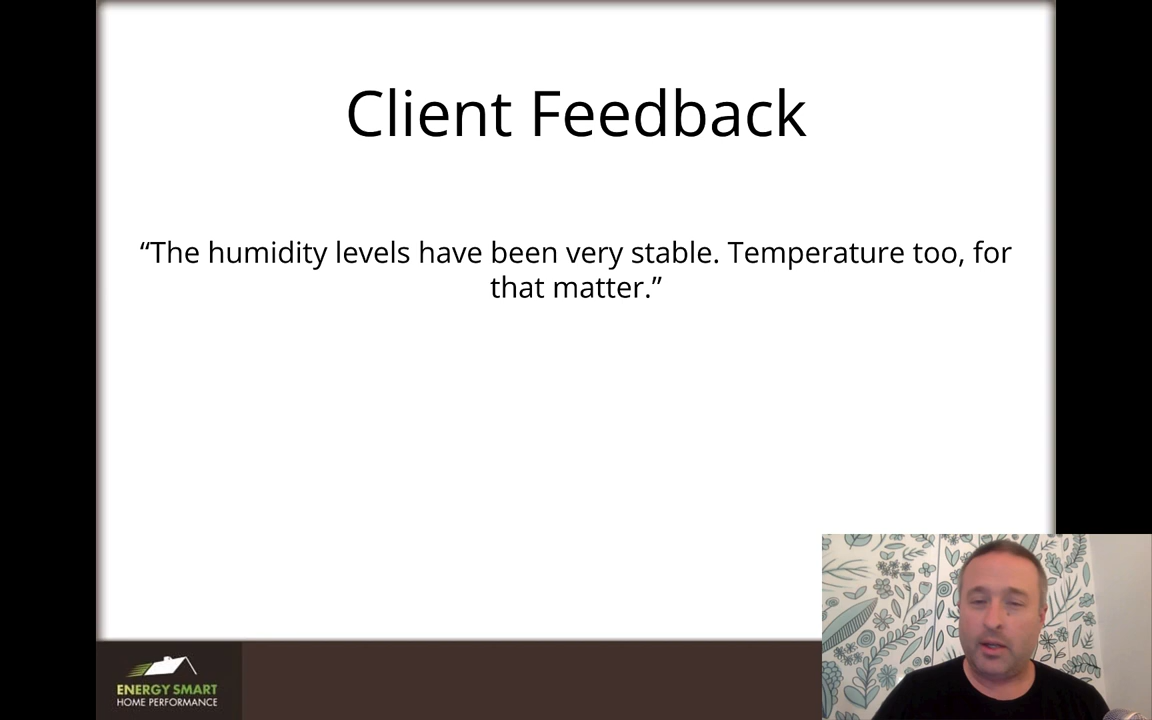 Client Feedback
“The humidity levels have been very stable. Temperature too, for
that matter.”
ENERGY SMART
HOME PERFORMANCE